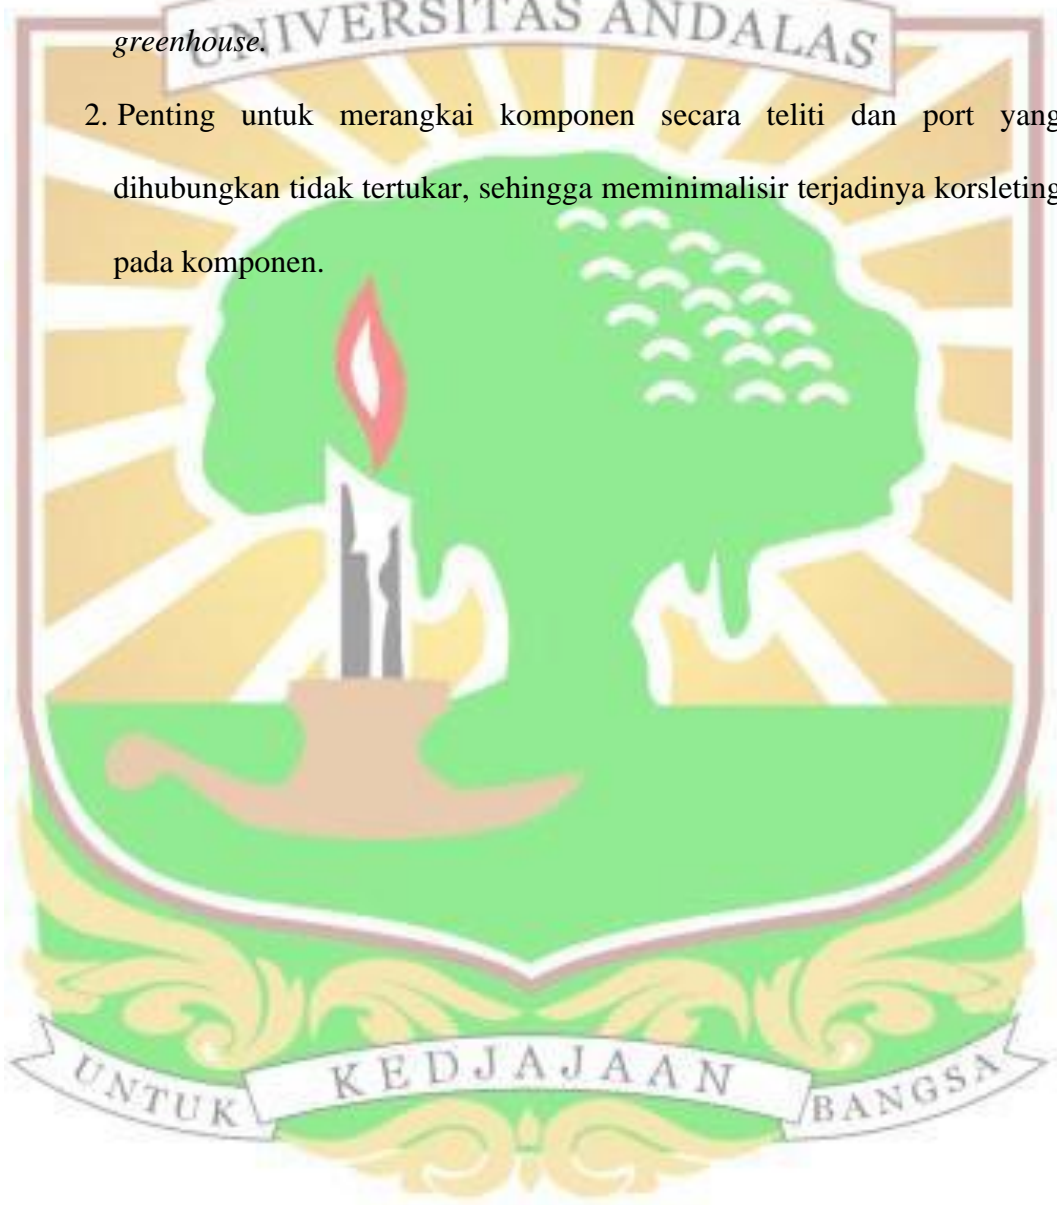 UNIVERSITAS ANDALAS
greenhouse.
2. Penting untuk merangkai komponen secara teliti dan port yang
dihubungkan tidak tertukar, sehingga meminimalisir terjadinya korsleting
pada komponen.
UNTUK KEDJAJAAN BANGSA